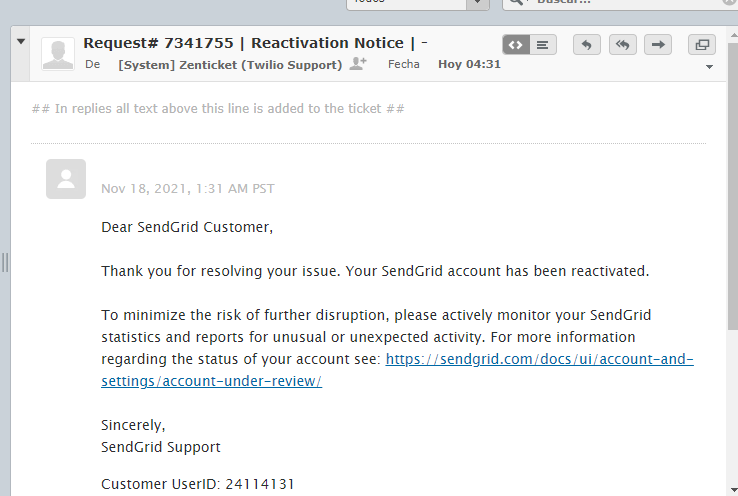 Request# 7341755 | Reactivation Notice | -
De [System] Zenticket (Twilio Support) Fecha Hoy 04:31
## In replies all text above this line is added to the ticket ##
Nov 18, 2021, 1:31 AM PST
Dear SendGrid Customer,
Thank you for resolving your issue. Your SendGrid account has been reactivated.
To minimize the risk of further disruption, please actively monitor your SendGrid
statistics and reports for unusual or unexpected activity. For more information
regarding the status of your account see: https://sendgrid.com/docs/ui/account-and-
settings/account-under-review/
Sincerely,
SendGrid Support
Customer UserID: 24114131